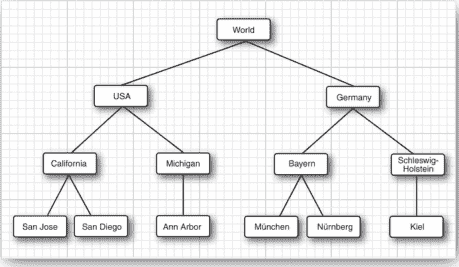 World
USA
Germany
California
Michigan
Bayern
Schleswig-
Holstein
San Jose
San Diego
Ann Arbor
München
Nürnberg
Kiel